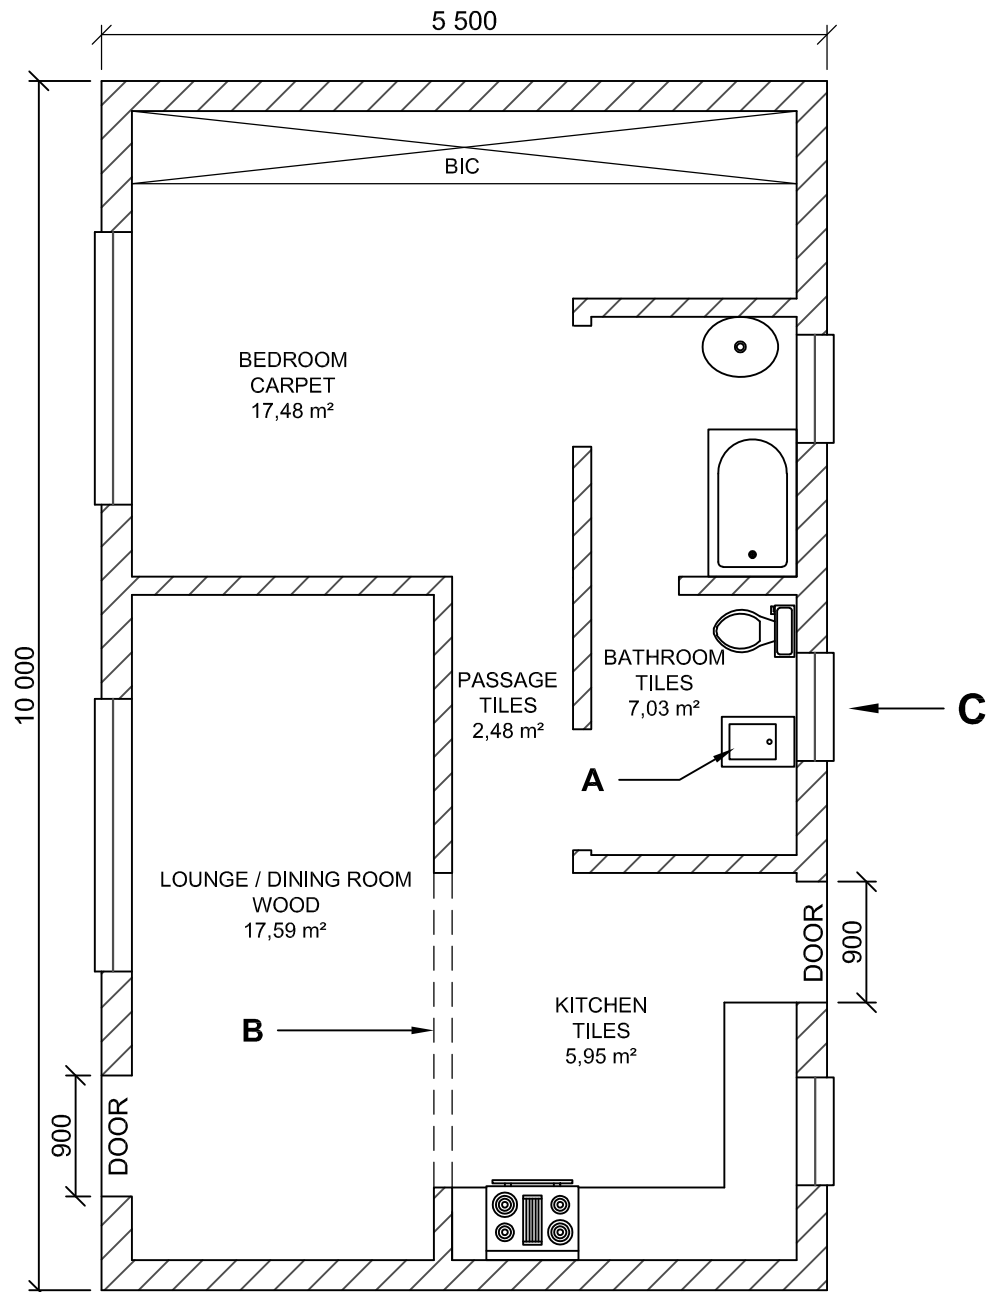 5 500
BIC
BEDROOM
CARPET
17,48 m²
10 000
PASSAGE
TILES
2,48 m²
BATHROOM
TILES
7,03 m²
C
A
LOUNGE / DINING ROOM
WOOD
17,59 m²
DOOR
900
B
KITCHEN
TILES
5,95 m²
900
DOOR